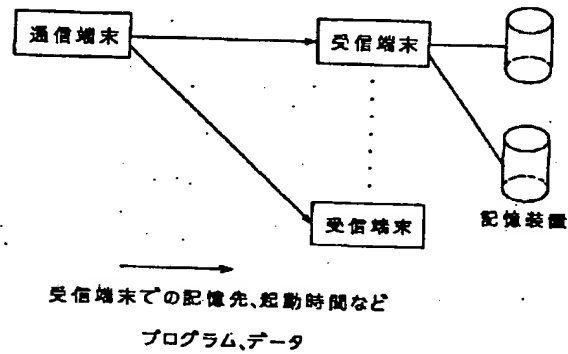 通信端末
受信端末
受信端末
記憶装置
受信端末での記憶先、起動時間など
プログラム、データ